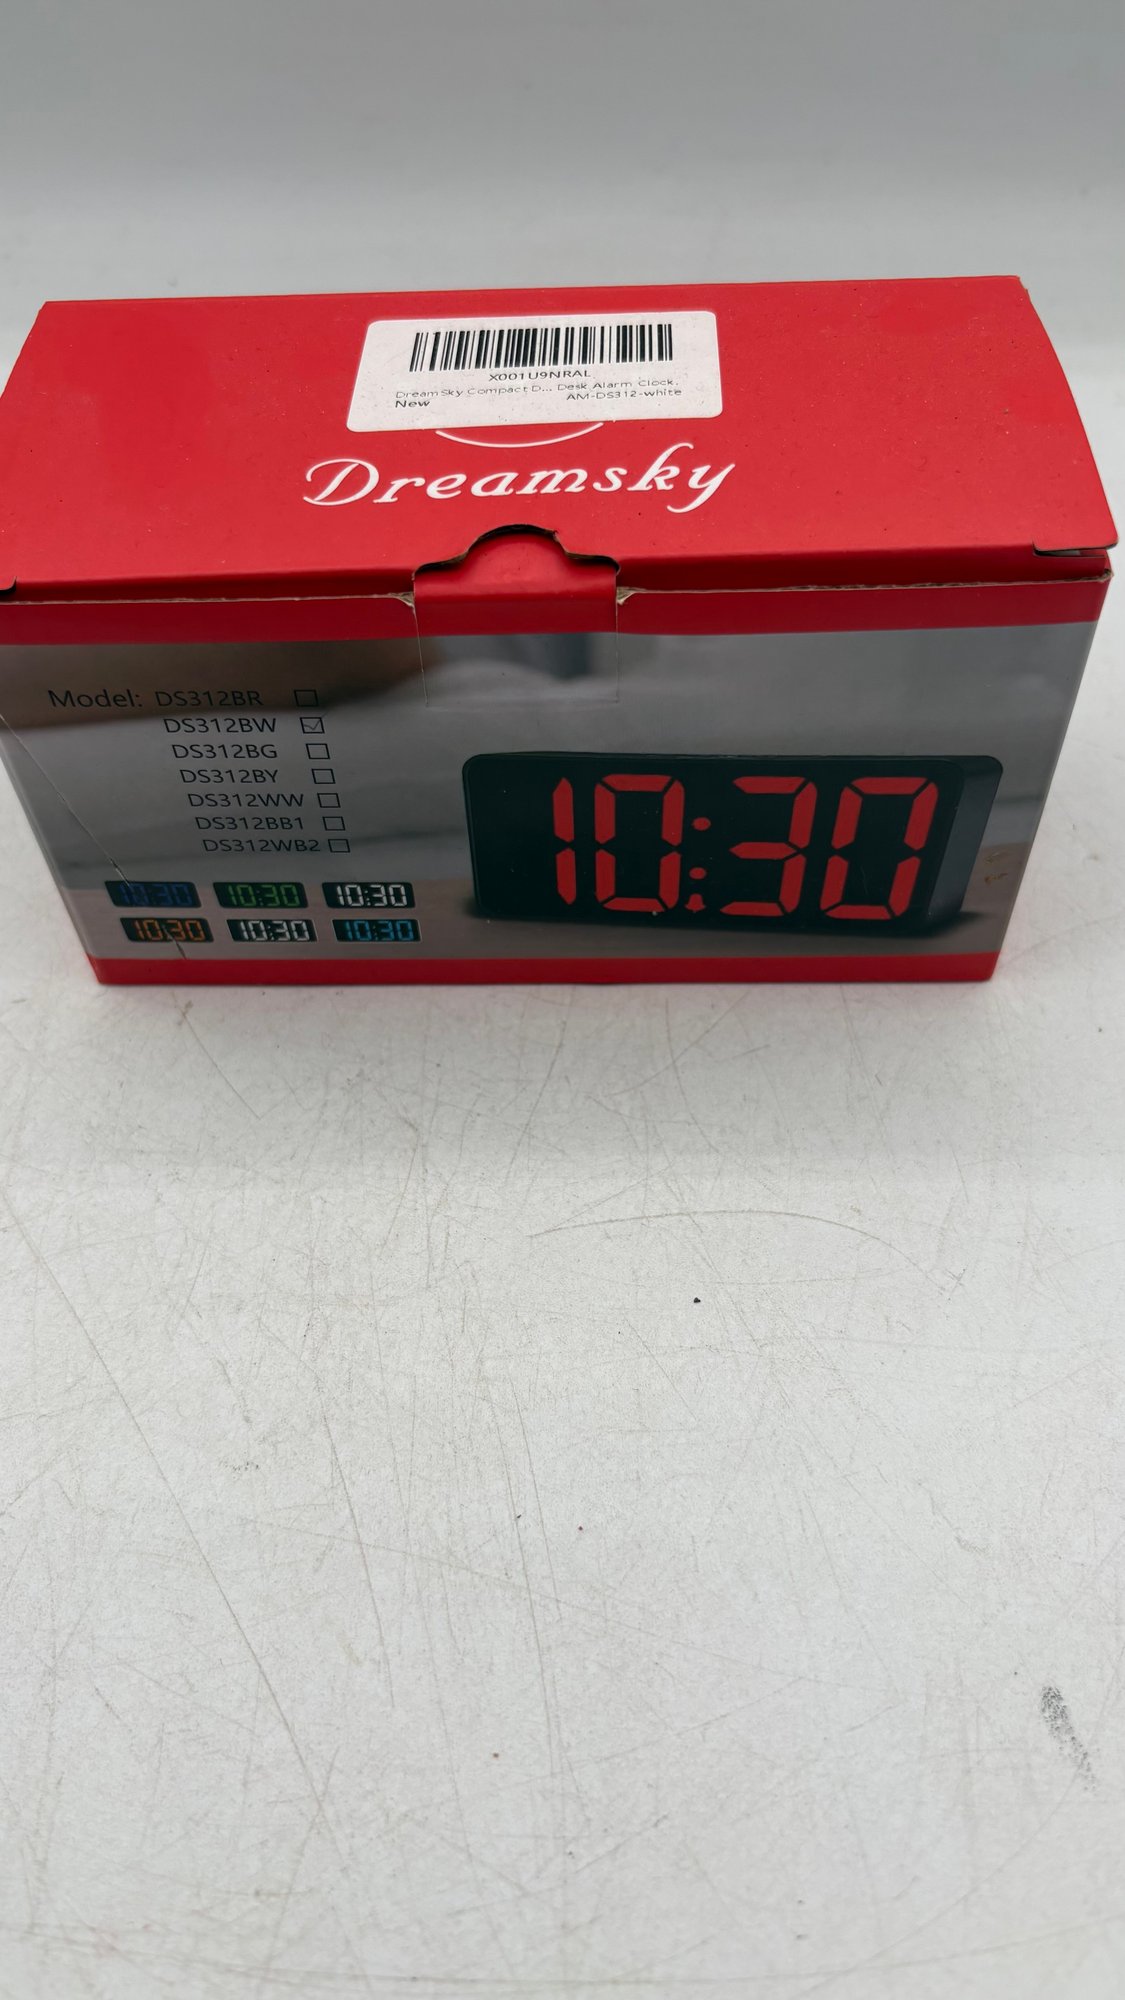 X001U9NRAL
DreamSky Compact D... Desk Alarm Clock,
AM-DS312-white
New
Dreamsky
Model: DS312BR
DS312BW
DS312BG
DS312BY
DS312WW
DS312BB1
DS312WB2
10:30
10:30 10:30 10:30
10:30 10:30 10:30